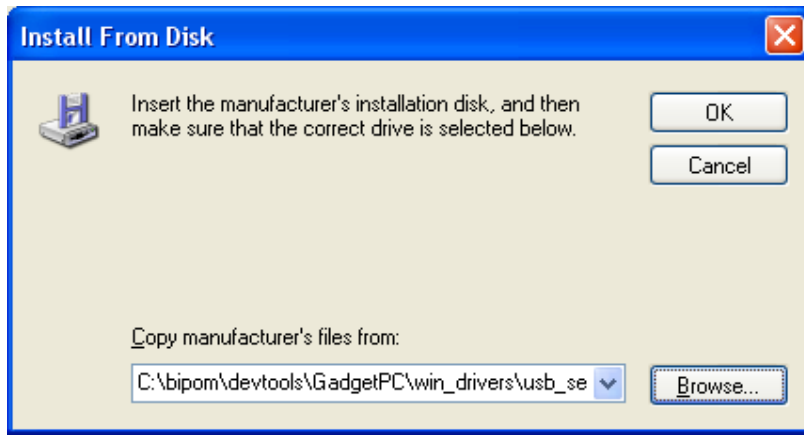 Install From Disk
Insert the manufacturer's installation disk, and then
make sure that the correct drive is selected below.
OK
Cancel
Copy manufacturer's files from:
C:\bipom\devtools\GadgetPC\win_drivers\usb_se
Browse...